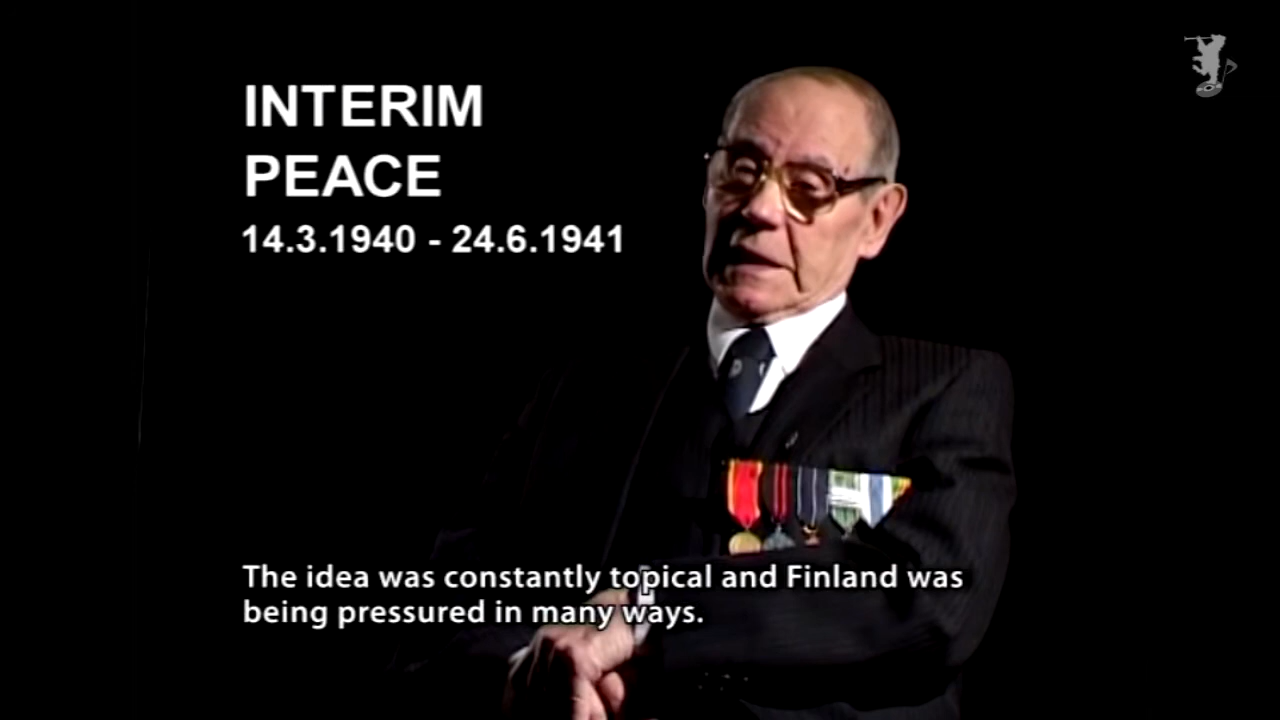 INTERIM
PEACE
14.3.1940 - 24.6.1941
The idea was constantly topical and Finland was
being pressured in many ways.